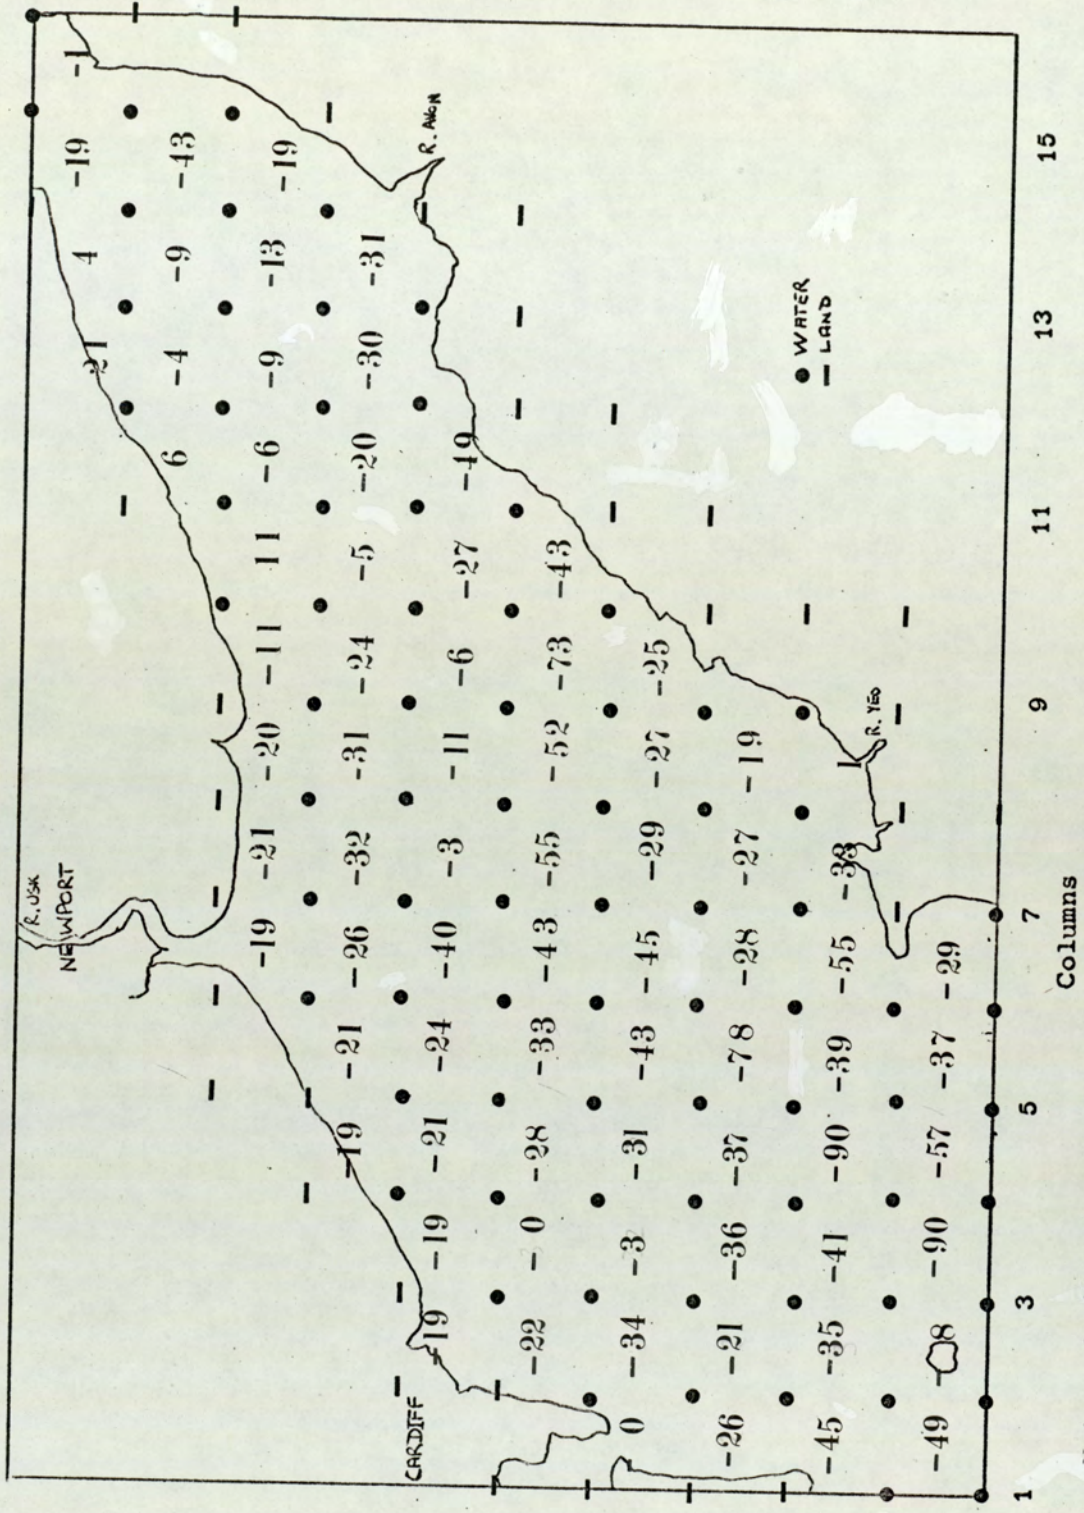 R. USK
NEWPORT
21 4 -19 -1
6 -4 -9 -43
-19 -21 -20 -11 11 -6 -9 -13 -19
-19 -21 -26 -32 -31 -24 -5 -20 -30 -31
CARDIFF
-19 -19 -21 -24 -40 -3 -11 -6 -27 -49
R. AVON
-22 -0 -28 -33 -43 -55 -52 -73 -43
0 -34 -3 -31 -43 -45 -29 -27 -25
-26 -21 -36 -37 -78 -28 -27 -19
WATER
LAND
-45 -35 -41 -90 -39 -55 -38 1
R. YEO
-49 -90 -57 -37 -29
1 3 5 7 9 11 13 15
Columns